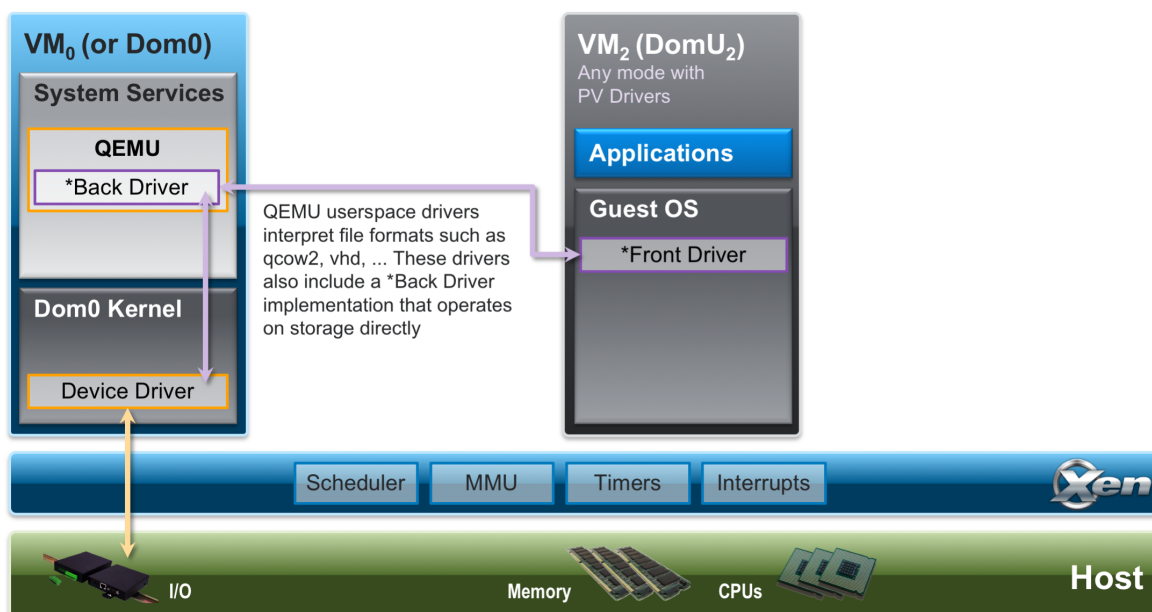 VM0 (or Dom0)
System Services
QEMU
*Back Driver
Dom0 Kernel
Device Driver
QEMU userspace drivers
interpret file formats such as
qcow2, vhd, ... These drivers
also include a *Back Driver
implementation that operates
on storage directly
VM2 (DomU2)
Any mode with
PV Drivers
Applications
Guest OS
*Front Driver
Scheduler
MMU
Timers
Interrupts
Xen
I/O
Memory
CPUs
Host